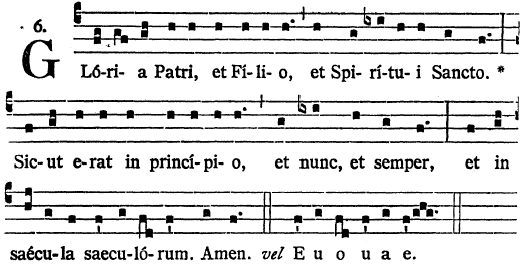 6.
GLó-ri- a Patri, et Fí-li- o, et Spi- rí-tu- i Sancto. *
Sic-ut e-rat in princí-pi- o, et nunc, et semper, et in
saécu-la saecu-ló-rum. Amen. vel E u o u a e.